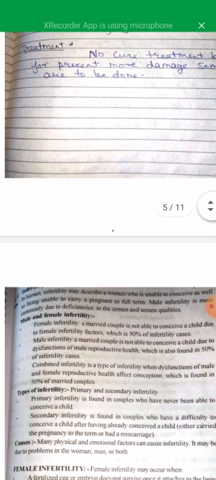 XRecorder App is using microphone
Treatment
No cure treatment
for prevent more damage
are to be done.
5 / 11
In humans, infertility may describe a women who is unable to conceive as well
as being unable to carry a pregnant to full term. Male infertility is
commonly due to deficiencies in the semen and semen qualities.
Male and female infertility:-
Female infertility a married couple is not able to conceive a child due
to female infertility factors, which is 50% of infertility cases.
Male infertility a married couple is not able to conceive a child due to
dysfunctions of male reproductive health, which is also found in 50%
of infertility cases.
Combined infertility is a type of infertility when dysfunctions of male
and female reproductive health affect conception, which is found in
50% of married couples.
Types of infertility:- Primary and secondary infertility
Primary infertility is found in couples who have never been able to
conceive a child.
Secondary infertility is found in couples who have a difficulty to
conceive a child after having already conceived a child (either carried
the pregnancy to the term or had a miscarriage).
Causes :- Many physical and emotional factors can cause infertility. It may be
due to problems in the woman, man, or both.
FEMALE INFERTILITY: - Female infertility may occur when
A fertilized egg or embryo does not survive once it attaches to the